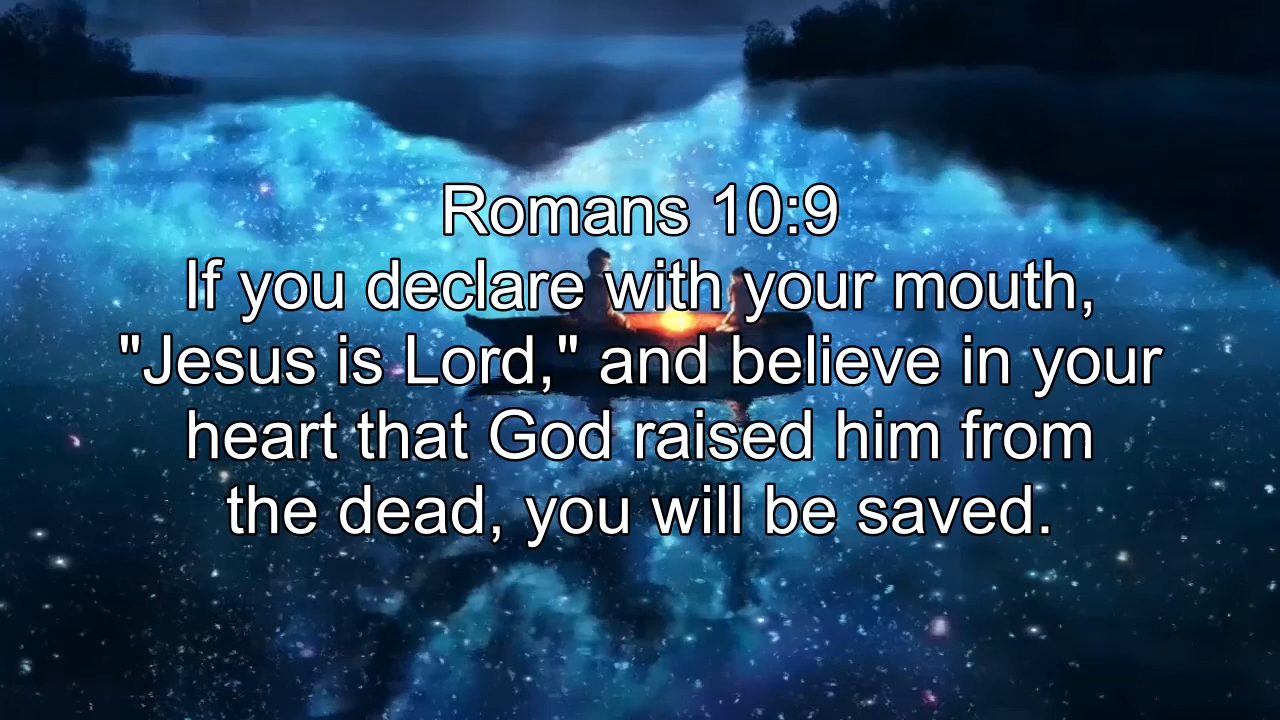 Romans 10:9
If you declare with your mouth,
"Jesus is Lord," and believe in your
heart that God raised him from
the dead, you will be saved.